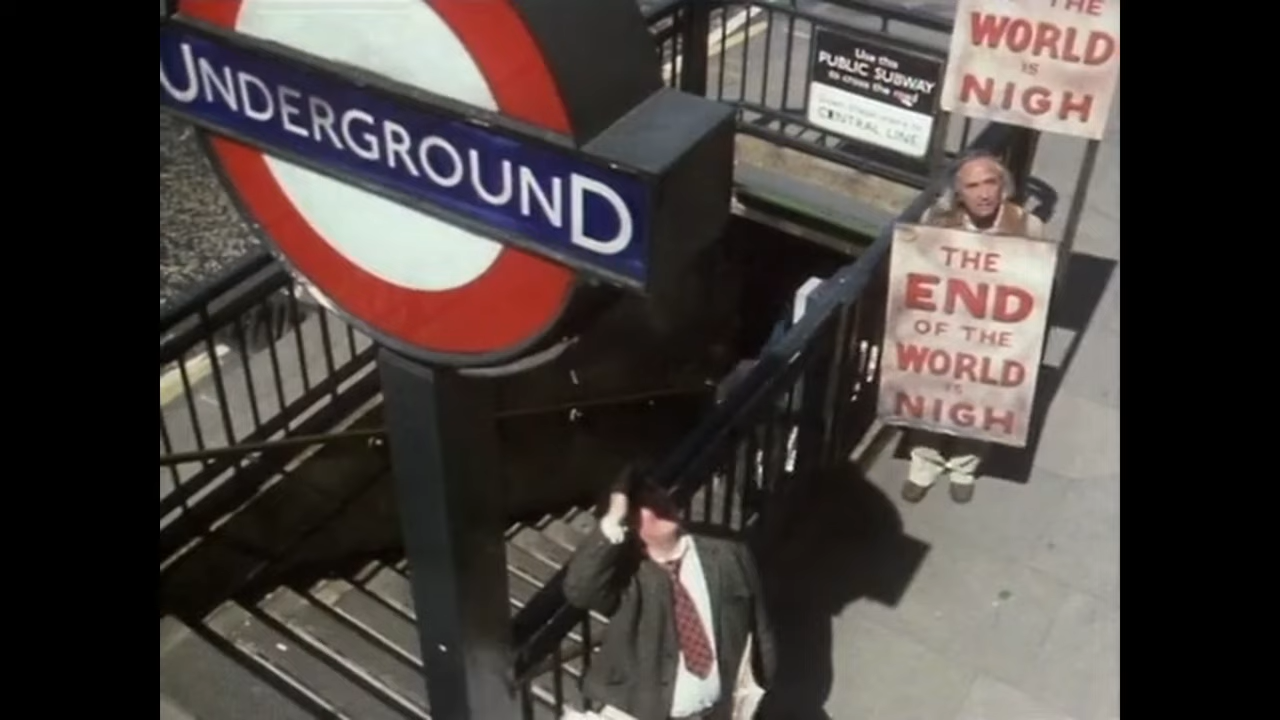 UNDERGROUND
Use this
PUBLIC SUBWAY
to cross the road
CENTRAL LINE
THE
WORLD
IS
NIGH
THE
END
OF THE
WORLD
IS
NIGH